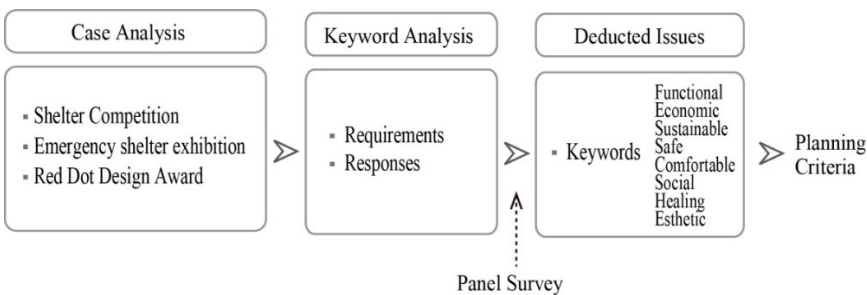 Case Analysis
Keyword Analysis
Deducted Issues
▪ Shelter Competition
▪ Emergency shelter exhibition
▪ Red Dot Design Award
▪ Requirements
▪ Responses
▪ Keywords
Functional
Economic
Sustainable
Safe
Comfortable
Social
Healing
Esthetic
Planning
Criteria
Panel Survey